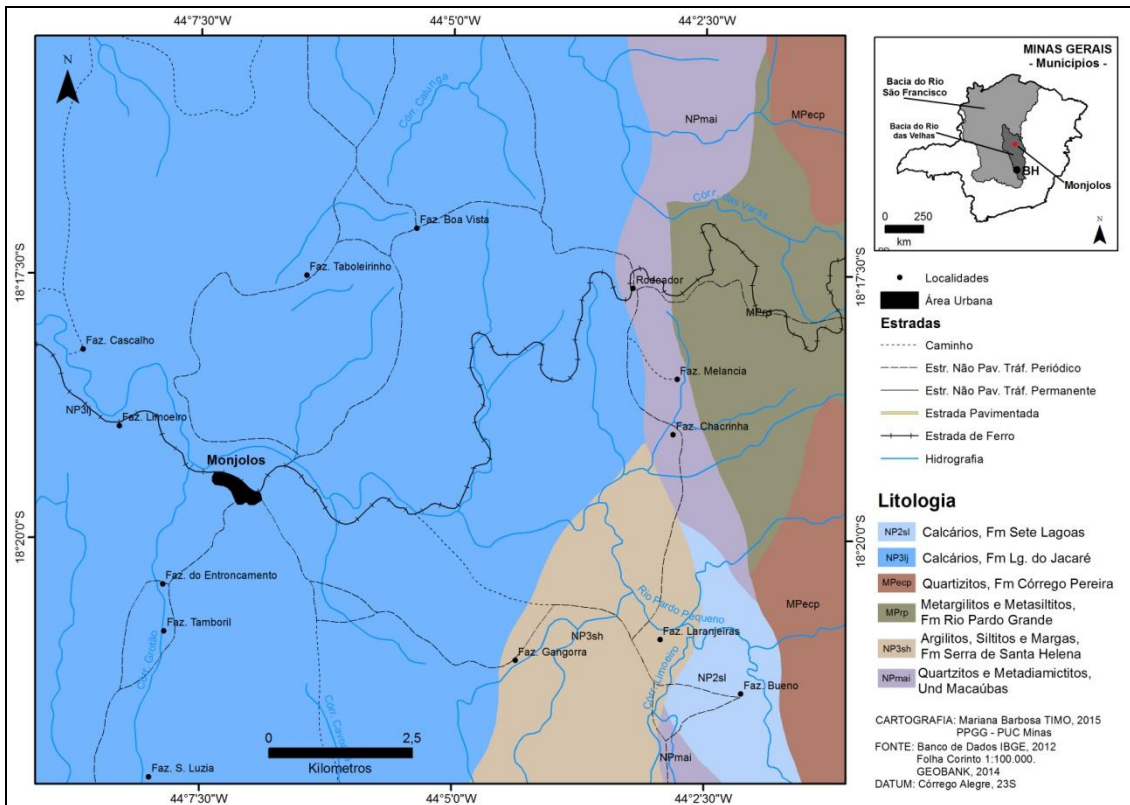 44°7'30"W
44°5'0"W
44°2'30"W
N
Córr. Calunga
NPmai
MPecp
Córr. das Varas
Faz. Boa Vista
Faz. Taboleirinho
18°17'30"S
18°17'30"S
Rodeador
MPrp
Faz. Cascalho
Faz. Melancia
NP3lj
Faz. Limoeiro
Faz. Chacrinha
Monjolos
18°20'0"S
18°20'0"S
Faz. do Entroncamento
Rio Pardo Pequeno
MPecp
Faz. Tamboril
NP3sh
Faz. Laranjeiras
Faz. Gangorra
NP2sl
Faz. Bueno
Córr. Grotão
Córr. Limoeiro
0
2,5
Kilometros
NPmai
Faz. S. Luzia
44°7'30"W
44°5'0"W
44°2'30"W
MINAS GERAIS
- Municípios -
Bacia do Rio
São Francisco
Bacia do Rio
das Velhas
BH
Monjolos
0 250
km
N
Localidades
Área Urbana
Estradas
Caminho
Estr. Não Pav. Tráf. Periódico
Estr. Não Pav. Tráf. Permanente
Estrada Pavimentada
Estrada de Ferro
Hidrografia
Litologia
NP2sl Calcários, Fm Sete Lagoas
NP3lj Calcários, Fm Lg. do Jacaré
MPecp Quartizitos, Fm Córrego Pereira
MPrp Metargilitos e Metasiltitos,
Fm Rio Pardo Grande
NP3sh Argilitos, Siltitos e Margas,
Fm Serra de Santa Helena
NPmai Quartzitos e Metadiamictitos,
Und Macaúbas
CARTOGRAFIA: Mariana Barbosa TIMO, 2015
PPGG - PUC Minas
FONTE: Banco de Dados IBGE, 2012
Folha Corinto 1:100.000.
GEOBANK, 2014
DATUM: Córrego Alegre, 23S